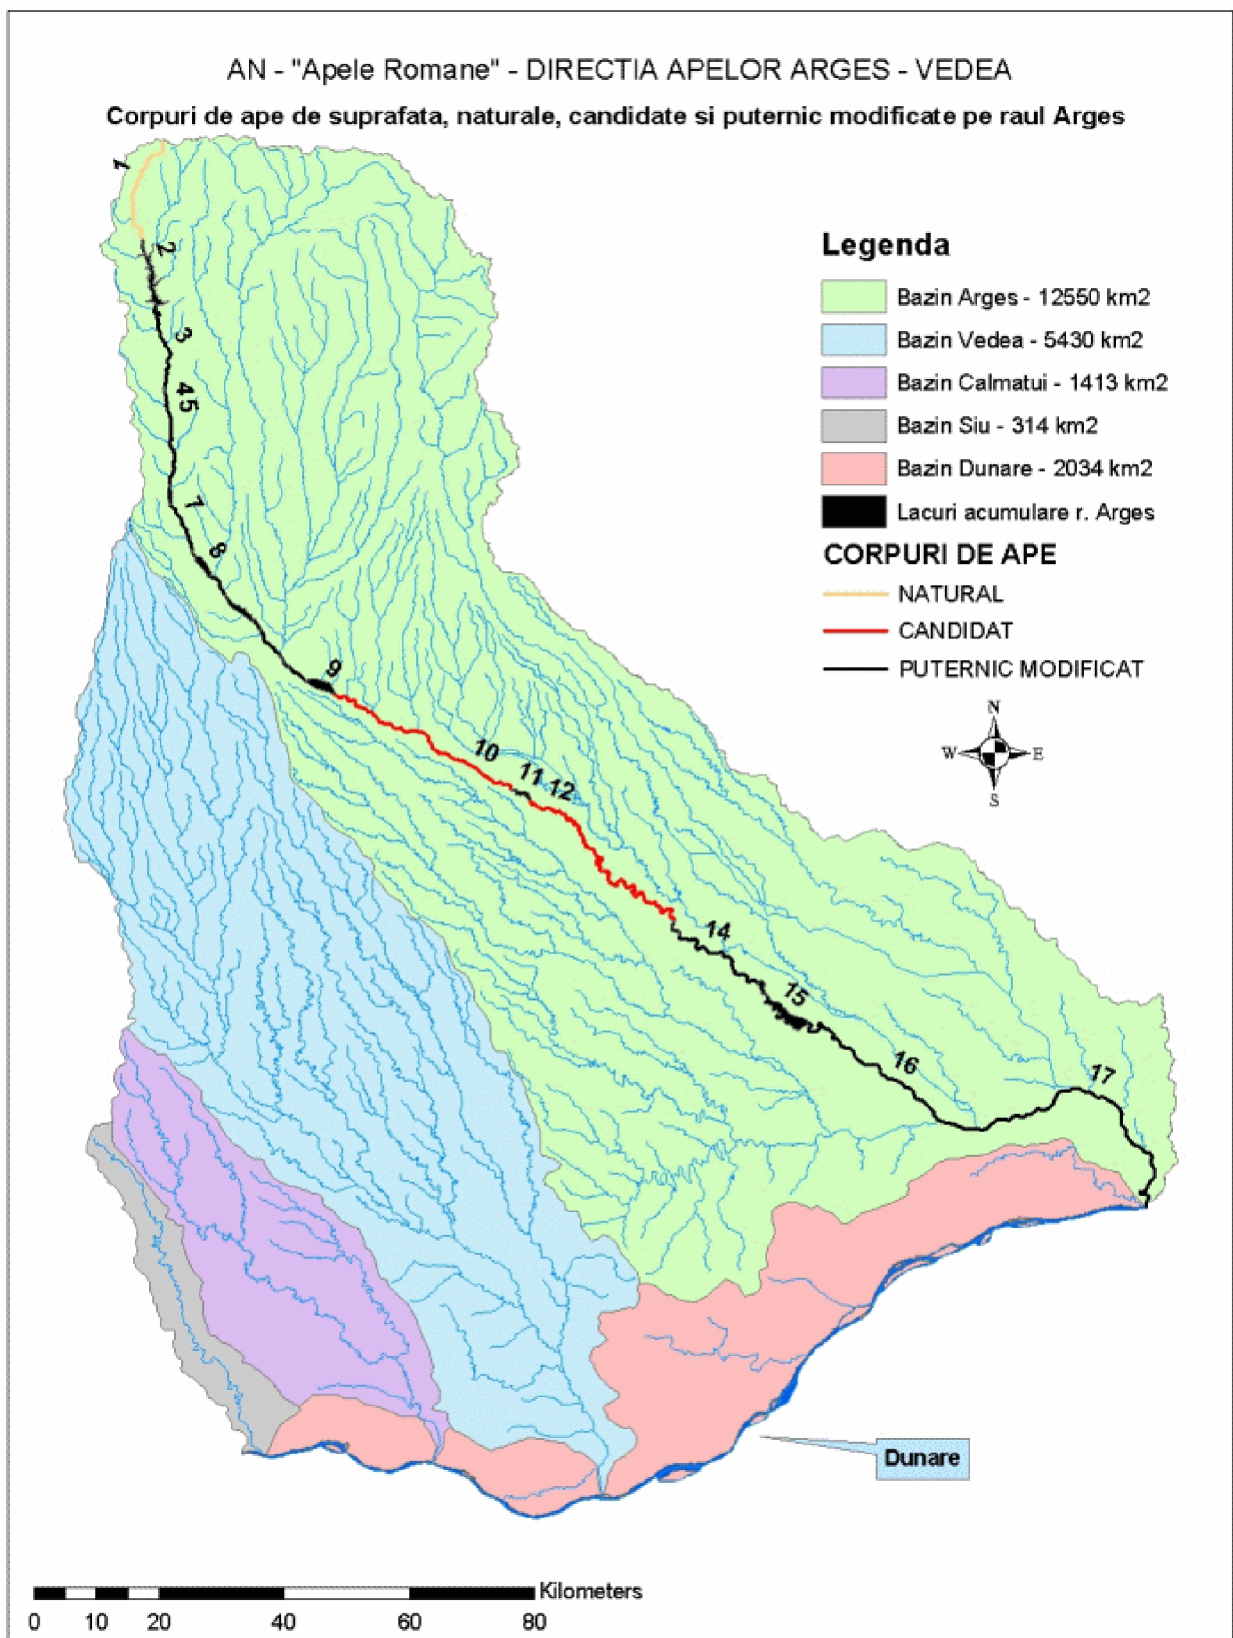 AN - "Apele Romane" - DIRECTIA APELOR ARGES - VEDEA
Corpuri de ape de suprafata, naturale, candidate si puternic modificate pe raul Arges
1
2
3
45
7
8
9
10
11 12
14
15
16
17
Legenda
Bazin Arges - 12550 km2
Bazin Vedea - 5430 km2
Bazin Calmatui - 1413 km2
Bazin Siu - 314 km2
Bazin Dunare - 2034 km2
Lacuri acumulare r. Arges
CORPURI DE APE
NATURAL
CANDIDAT
PUTERNIC MODIFICAT
N
W E
S
Dunare
Kilometers
0 10 20 40 60 80